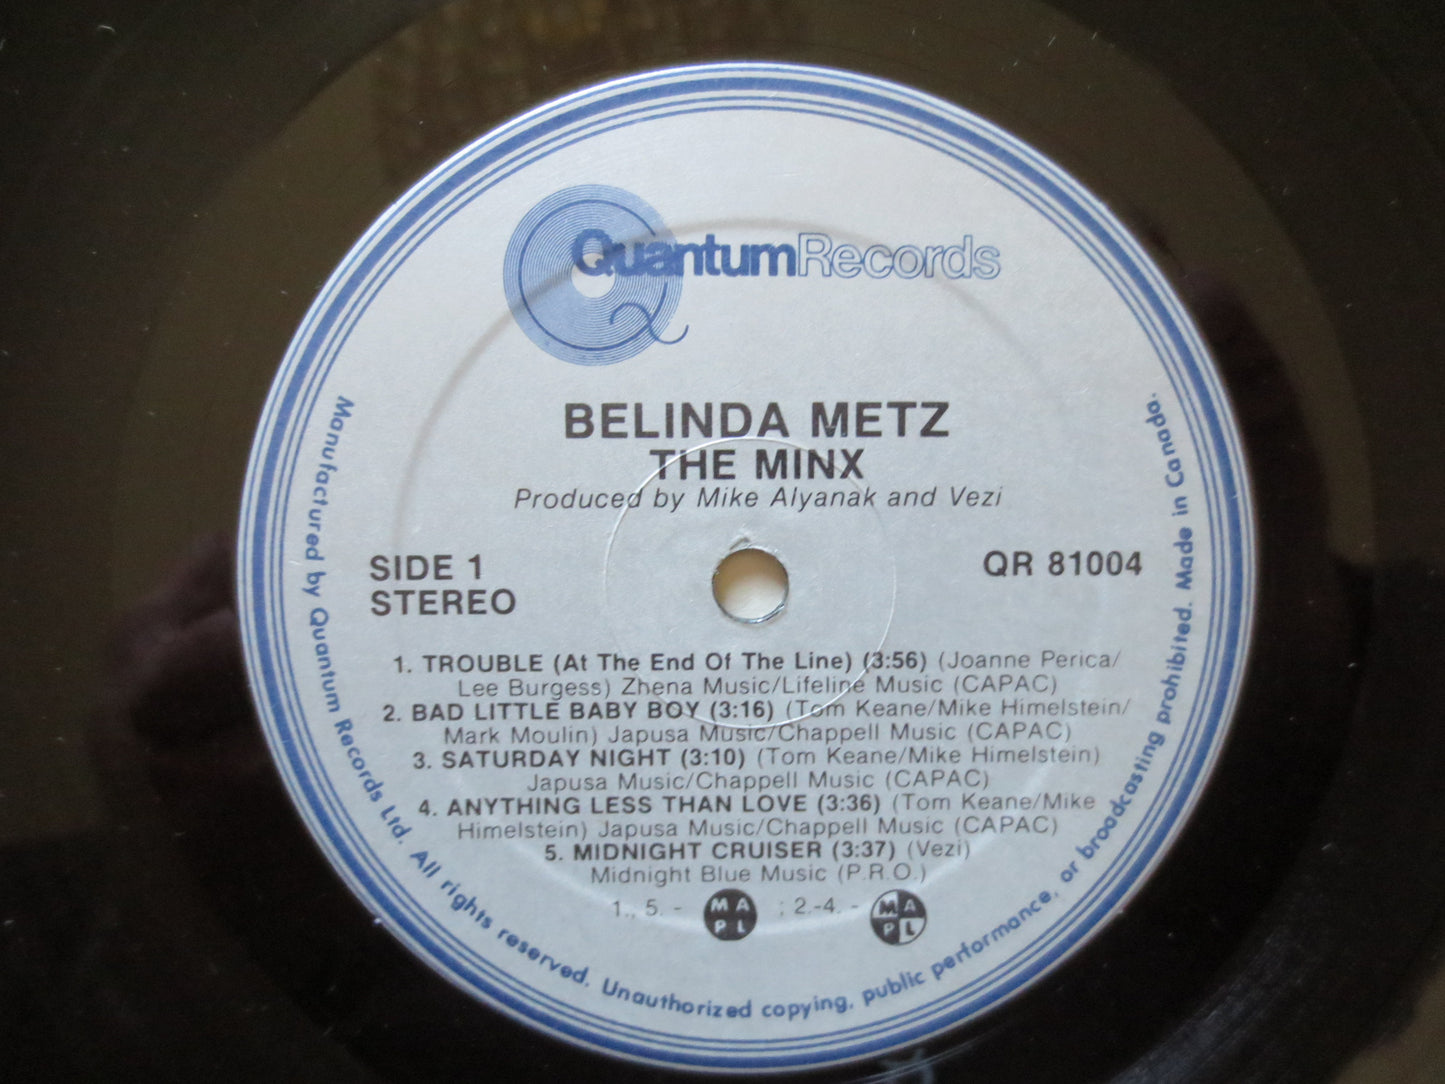 QuantumRecords
BELINDA METZ
THE MINX
Produced by Mike Alyanak and Vezi
SIDE 1
STEREO
QR 81004
1. TROUBLE (At The End Of The Line) (3:56) (Joanne Perica/
Lee Burgess) Zhena Music/Lifeline Music (CAPAC)
2. BAD LITTLE BABY BOY (3:16) (Tom Keane/Mike Himelstein/
Mark Moulin) Japusa Music/Chappell Music (CAPAC)
3. SATURDAY NIGHT (3:10) (Tom Keane/Mike Himelstein)
Japusa Music/Chappell Music (CAPAC)
4. ANYTHING LESS THAN LOVE (3:36) (Tom Keane/Mike
Himelstein) Japusa Music/Chappell Music (CAPAC)
5. MIDNIGHT CRUISER (3:37) (Vezi)
Midnight Blue Music (P.R.O.)
1., 5. - M A P L ; 2.-4. - M A P L
Manufactured by Quantum Records Ltd. All rights reserved. Unauthorized copying, public performance, or broadcasting prohibited. Made in Canada.